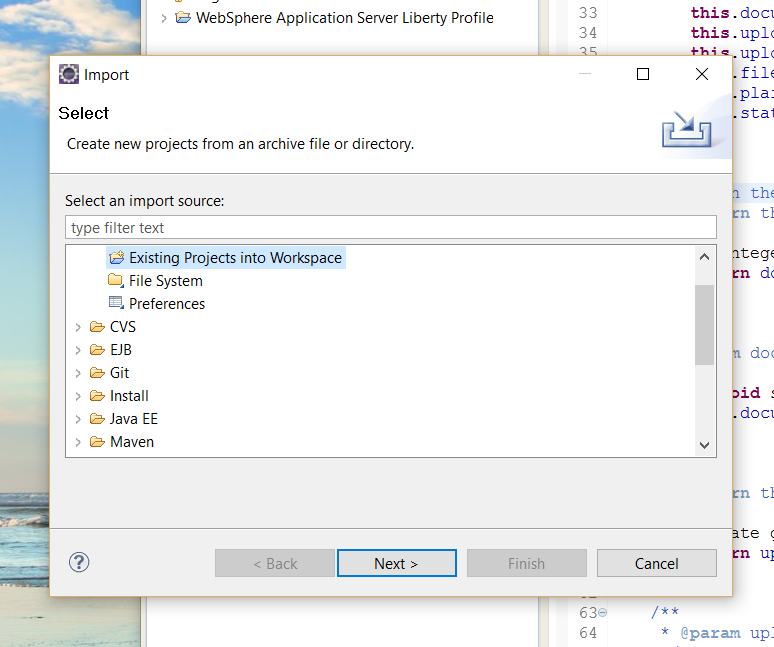 WebSphere Application Server Liberty Profile
33 this.docu
34 this.uplo
35 this.uplo
Import
.file
.plai
.stat
Select
Create new projects from an archive file or directory.
n the
rn th
Select an import source:
type filter text
ntege
rn do
Existing Projects into Workspace
File System
Preferences
CVS
EJB
m doc
Git
Install
oid s
.docu
Java EE
Maven
rn th
ate g
rn up
< Back
Next >
Finish
Cancel
63 /**
64 * @param upl